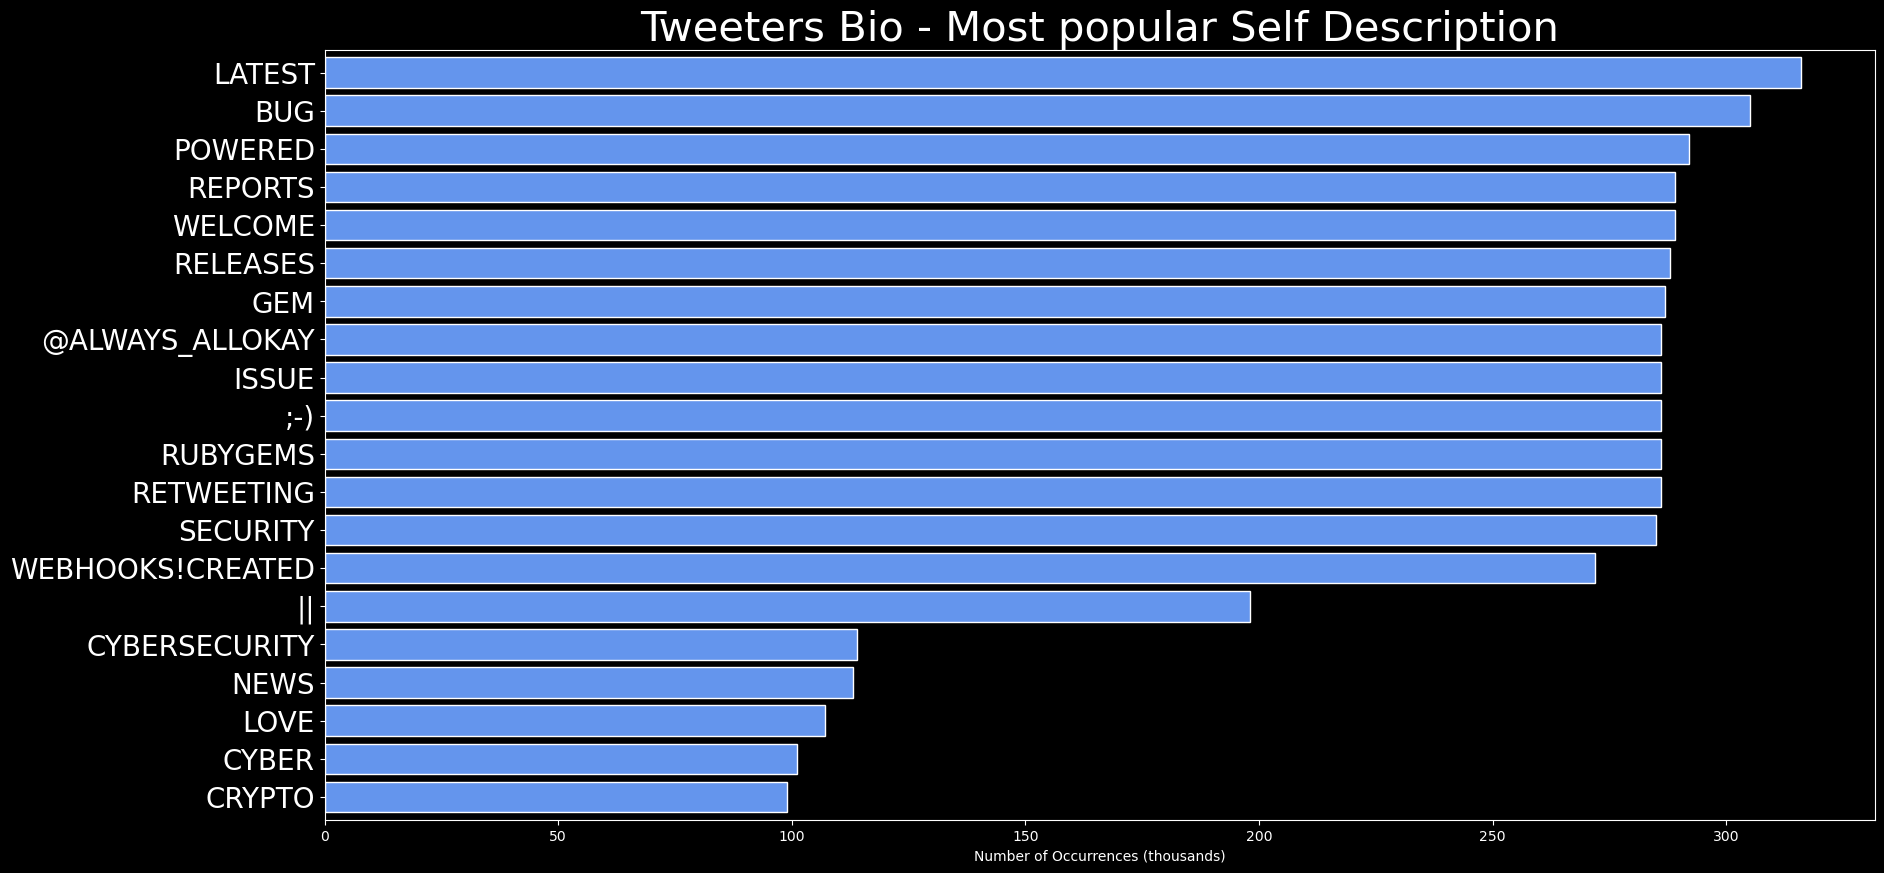 Tweeters Bio - Most popular Self Description
LATEST
BUG
POWERED
REPORTS
WELCOME
RELEASES
GEM
@ALWAYS_ALLOKAY
ISSUE
;-)
RUBYGEMS
RETWEETING
SECURITY
WEBHOOKS!CREATED
||
CYBERSECURITY
NEWS
LOVE
CYBER
CRYPTO
0 50 100 150 200 250 300
Number of Occurrences (thousands)